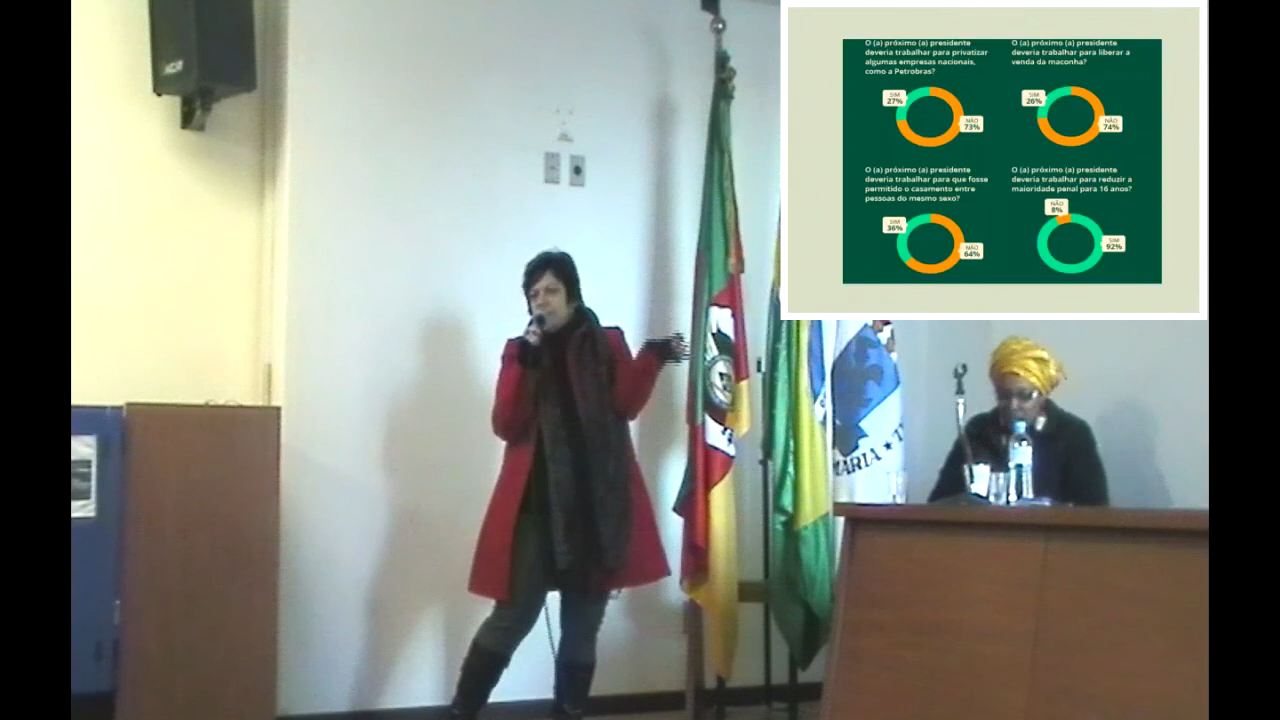 O (a) próximo (a) presidente
deveria trabalhar para privatizar
algumas empresas nacionais,
como a Petrobras?
SIM
27%
NÃO
73%
O (a) próximo (a) presidente
deveria trabalhar para liberar a
venda da maconha?
SIM
26%
NÃO
74%
O (a) próximo (a) presidente
deveria trabalhar para que fosse
permitido o casamento entre
pessoas do mesmo sexo?
SIM
36%
NÃO
64%
O (a) próximo (a) presidente
deveria trabalhar para reduzir a
maioridade penal para 16 anos?
NÃO
8%
SIM
92%
MARIA ★